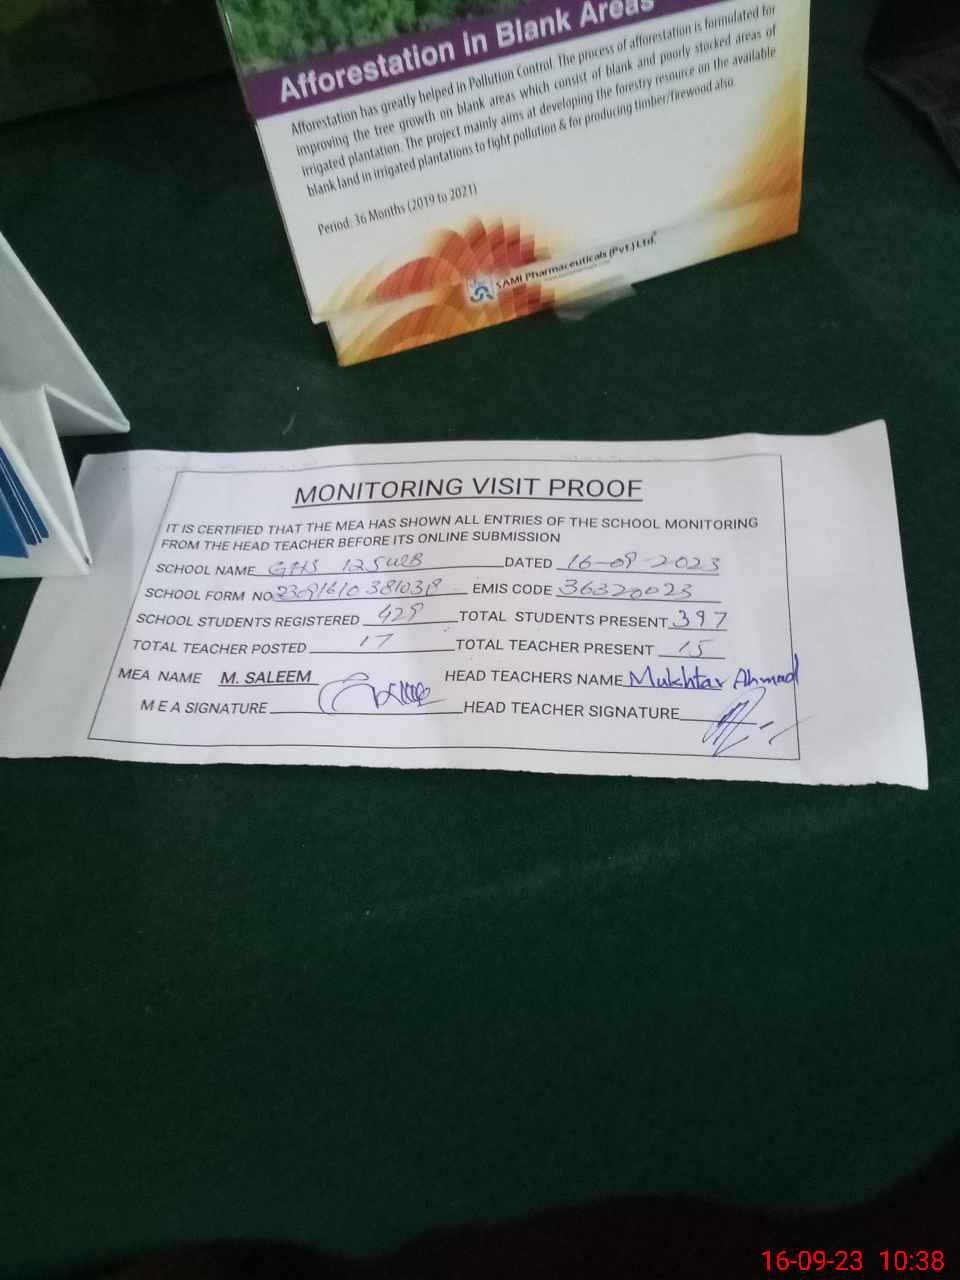 Afforestation in Blank Areas
Afforestation has greatly helped in Pollution Control. The process of afforestation is formulated for
improving the tree growth on blank areas which consist of blank and poorly stocked areas of
irrigated plantation. The project mainly aims at developing the forestry resource on the available
blank land in irrigated plantations to fight pollution & for producing timber/firewood also.
Period: 36 Months (2019 to 2021)
SAMI Pharmaceuticals (Pvt.) Ltd.
MONITORING VISIT PROOF
IT IS CERTIFIED THAT THE MEA HAS SHOWN ALL ENTRIES OF THE SCHOOL MONITORING
FROM THE HEAD TEACHER BEFORE ITS ONLINE SUBMISSION
SCHOOL NAME GHS 125WB DATED 16-09-2023
SCHOOL FORM NO EMIS CODE 36320023
SCHOOL STUDENTS REGISTERED 429 TOTAL STUDENTS PRESENT 397
TOTAL TEACHER POSTED 17 TOTAL TEACHER PRESENT 15
MEA NAME M. SALEEM HEAD TEACHERS NAME Mukhtar Ahmad
M E A SIGNATURE HEAD TEACHER SIGNATURE
16-09-23 10:38